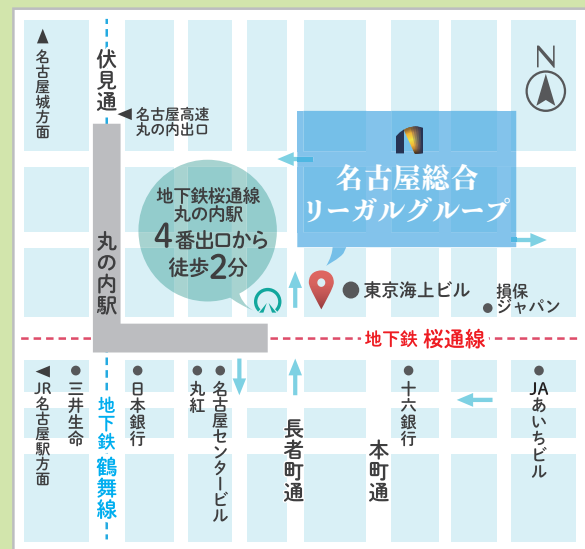 名古屋城方面
伏見通
名古屋高速
丸の内出口
N
名古屋総合
リーガルグループ
地下鉄桜通線
丸の内駅
4番出口から
徒歩2分
丸の内駅
東京海上ビル
損保
ジャパン
地下鉄 桜通線
JR名古屋駅方面
三井生命
地下鉄 鶴舞線
日本銀行
丸紅
名古屋センタービル
長者町通
本町通
十六銀行
JAあいちビル